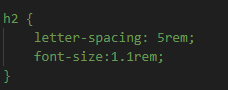 h2 {
    letter-spacing: 5rem;
    font-size:1.1rem;
}